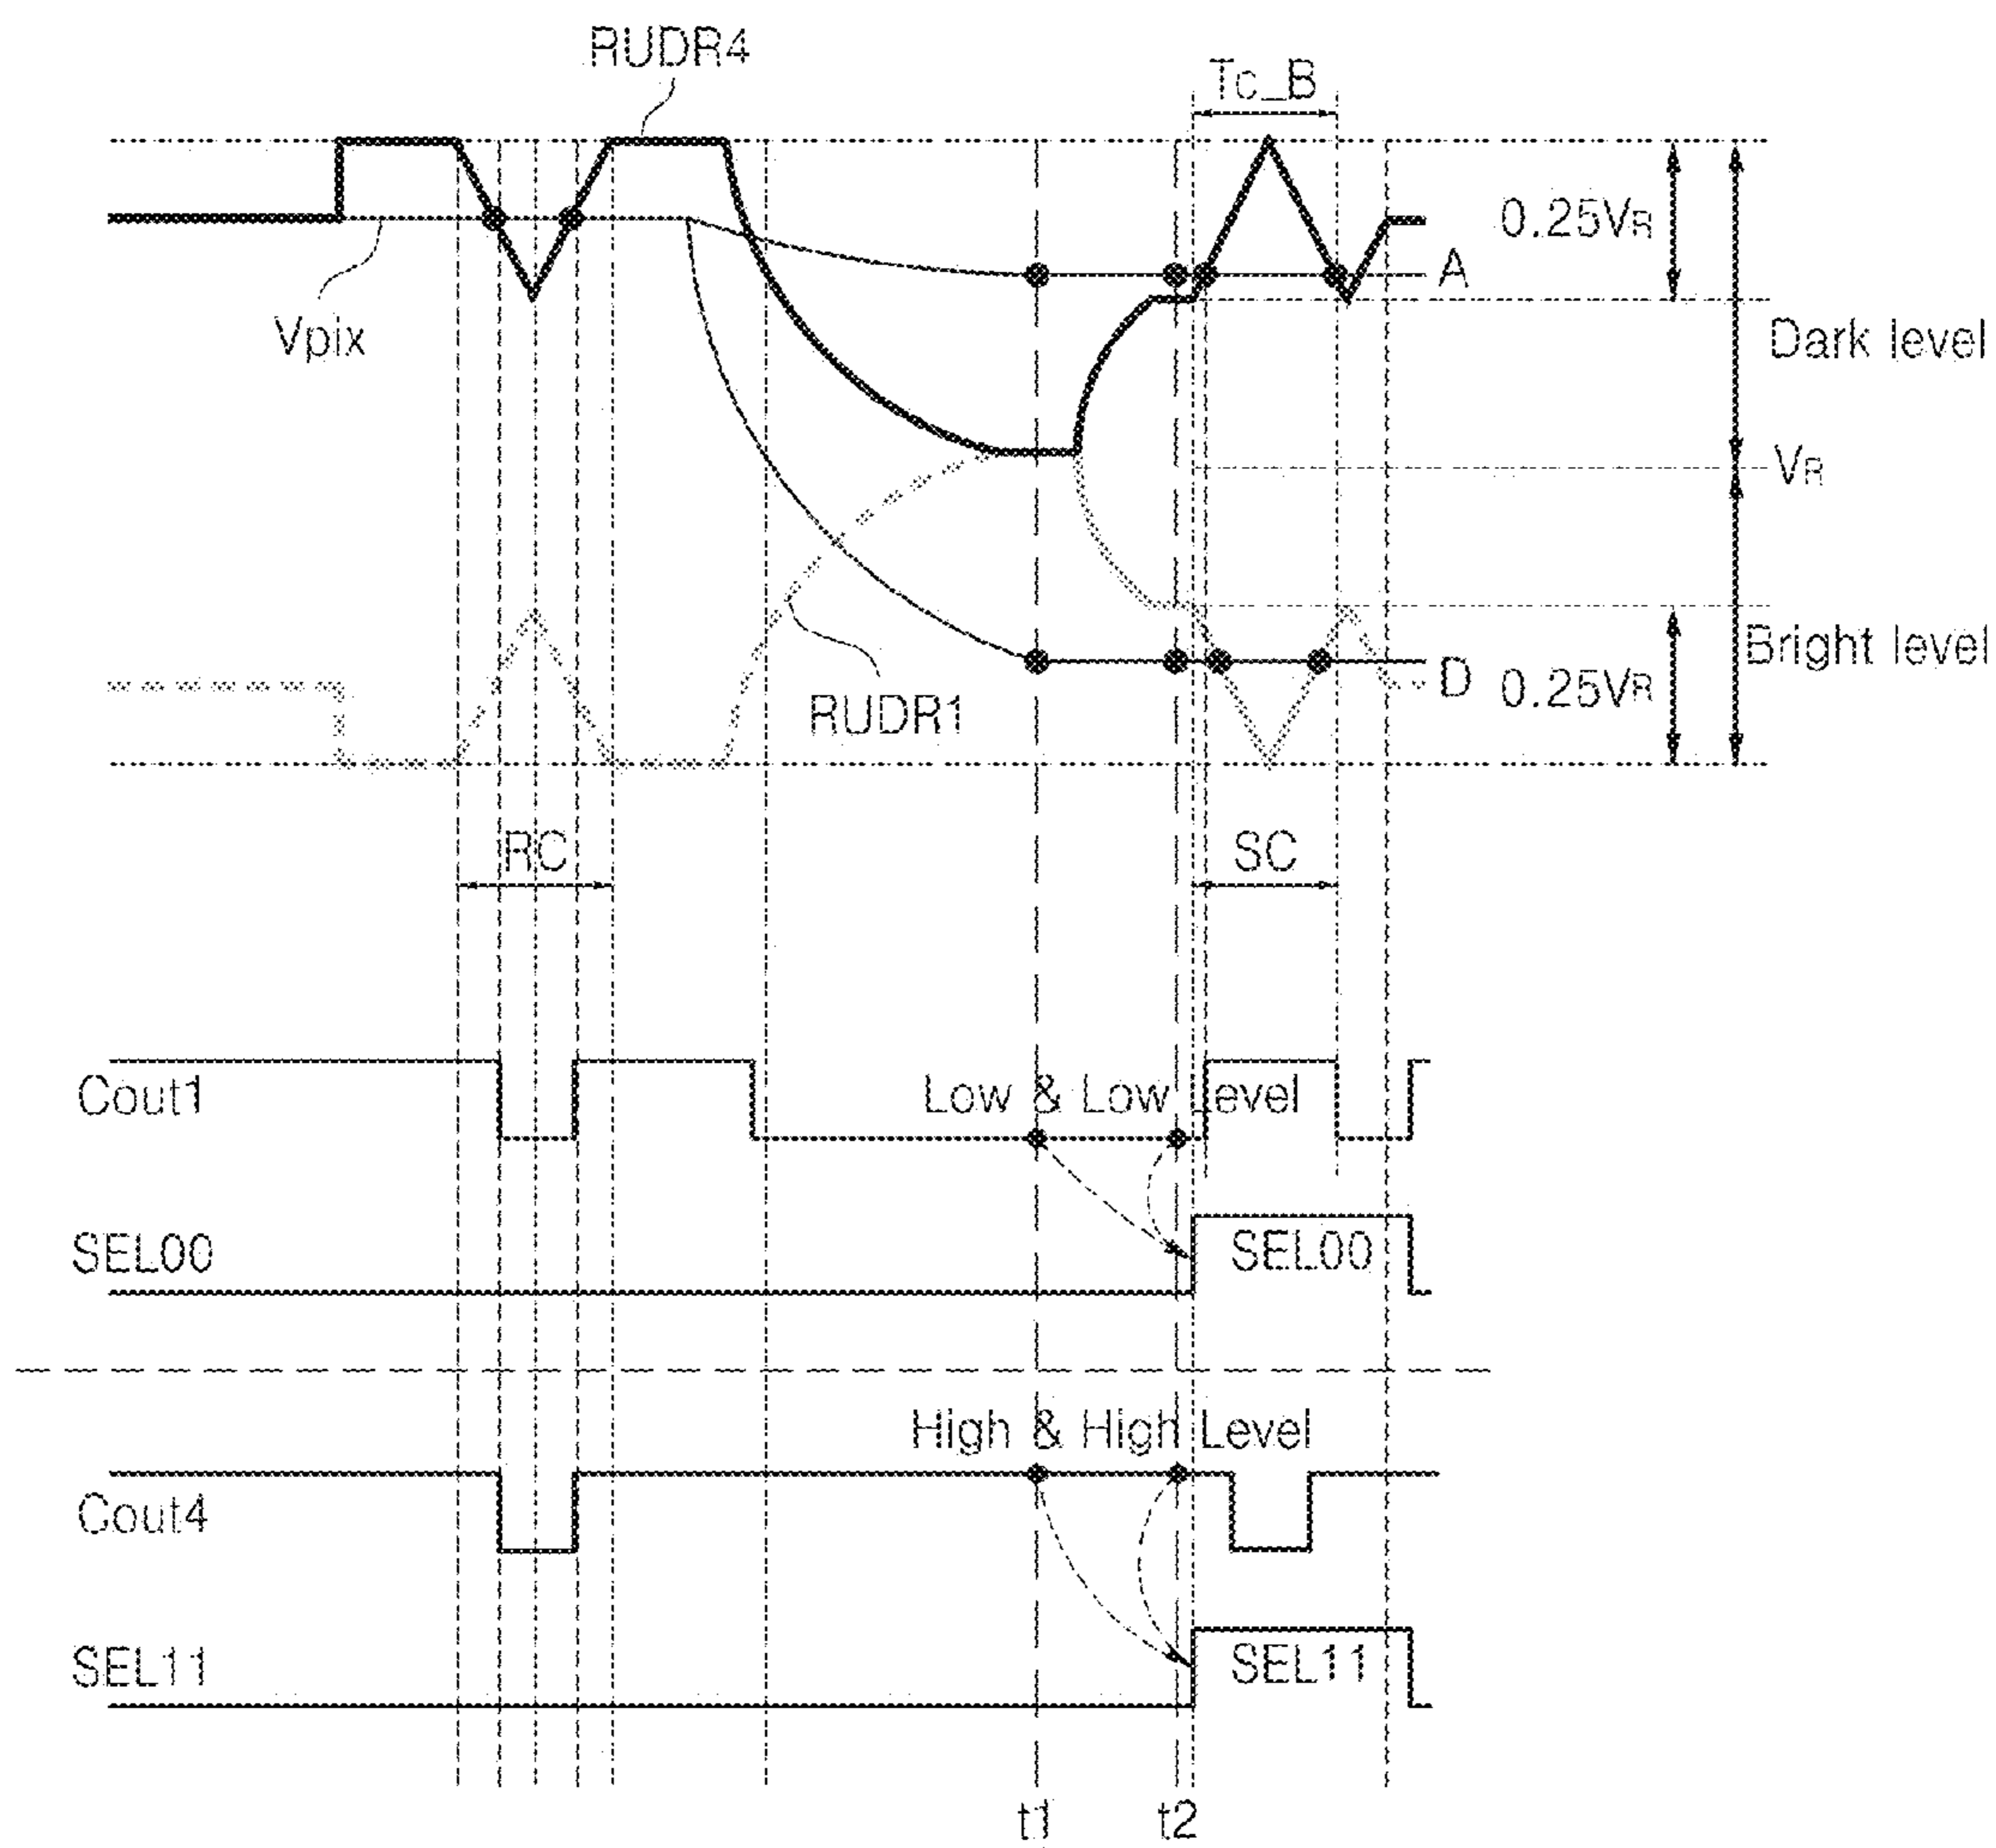 RUDR4
Tc_B
0.25VR
A
Vpix
Dark level
VR
Bright level
D
0.25VR
RUDR1
RC
SC
Cout1
Low & Low Level
SEL00
SEL00
High & High Level
Cout4
SEL11
SEL11
t1
t2